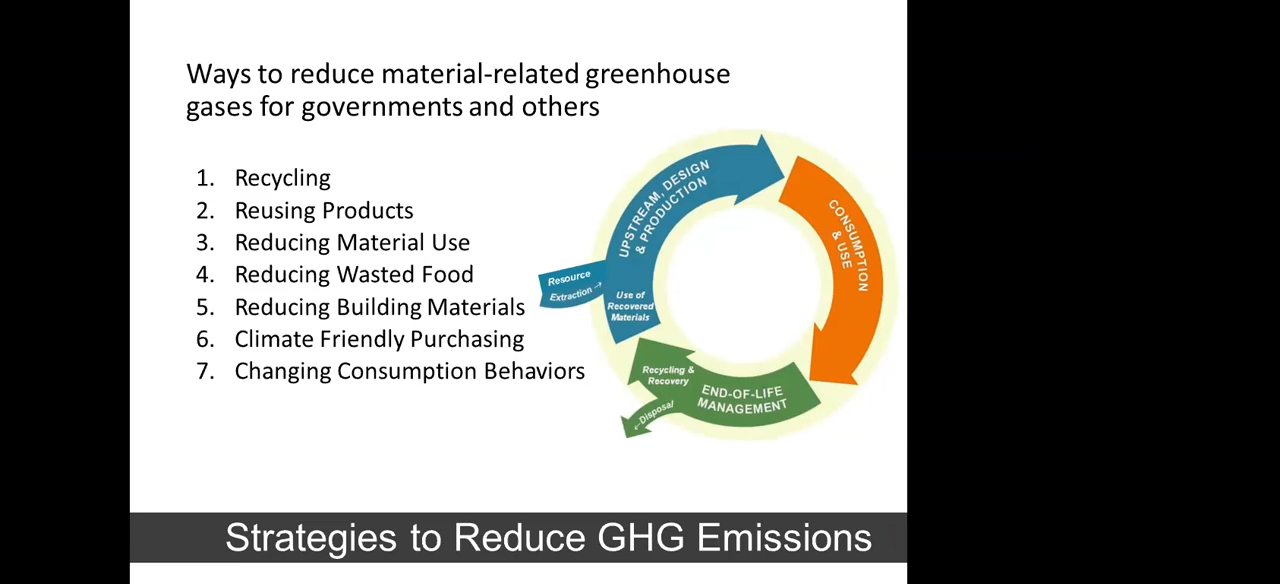 Ways to reduce material-related greenhouse
gases for governments and others
1. Recycling
2. Reusing Products
3. Reducing Material Use
4. Reducing Wasted Food
5. Reducing Building Materials
6. Climate Friendly Purchasing
7. Changing Consumption Behaviors
UPSTREAM, DESIGN
& PRODUCTION
CONSUMPTION
& USE
Resource
Extraction →
Use of
Recovered
Materials
Recycling &
Recovery
END-OF-LIFE
MANAGEMENT
←Disposal
Strategies to Reduce GHG Emissions